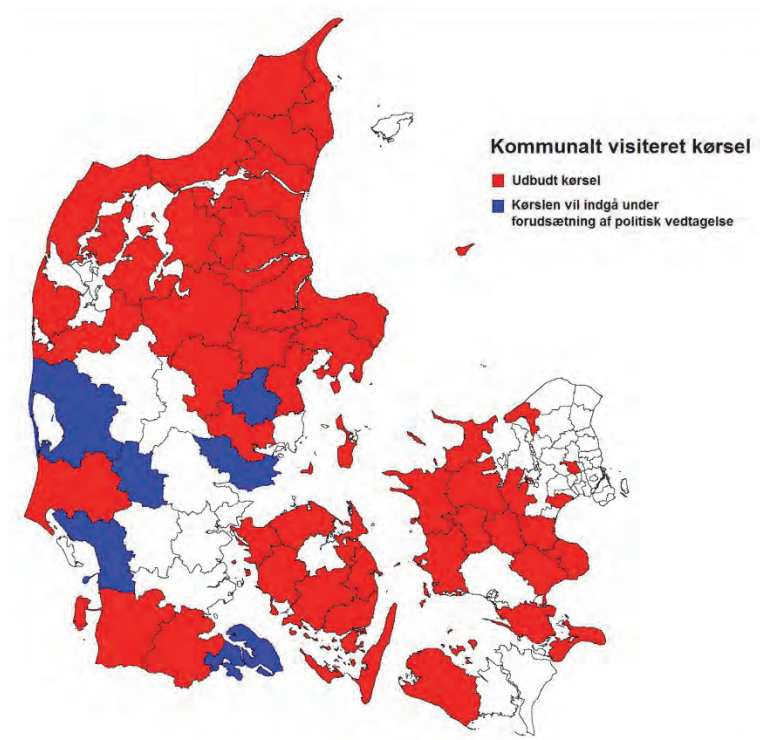 Kommunalt visiteret kørsel
Udbudt kørsel
Kørslen vil indgå under
forudsætning af politisk vedtagelse